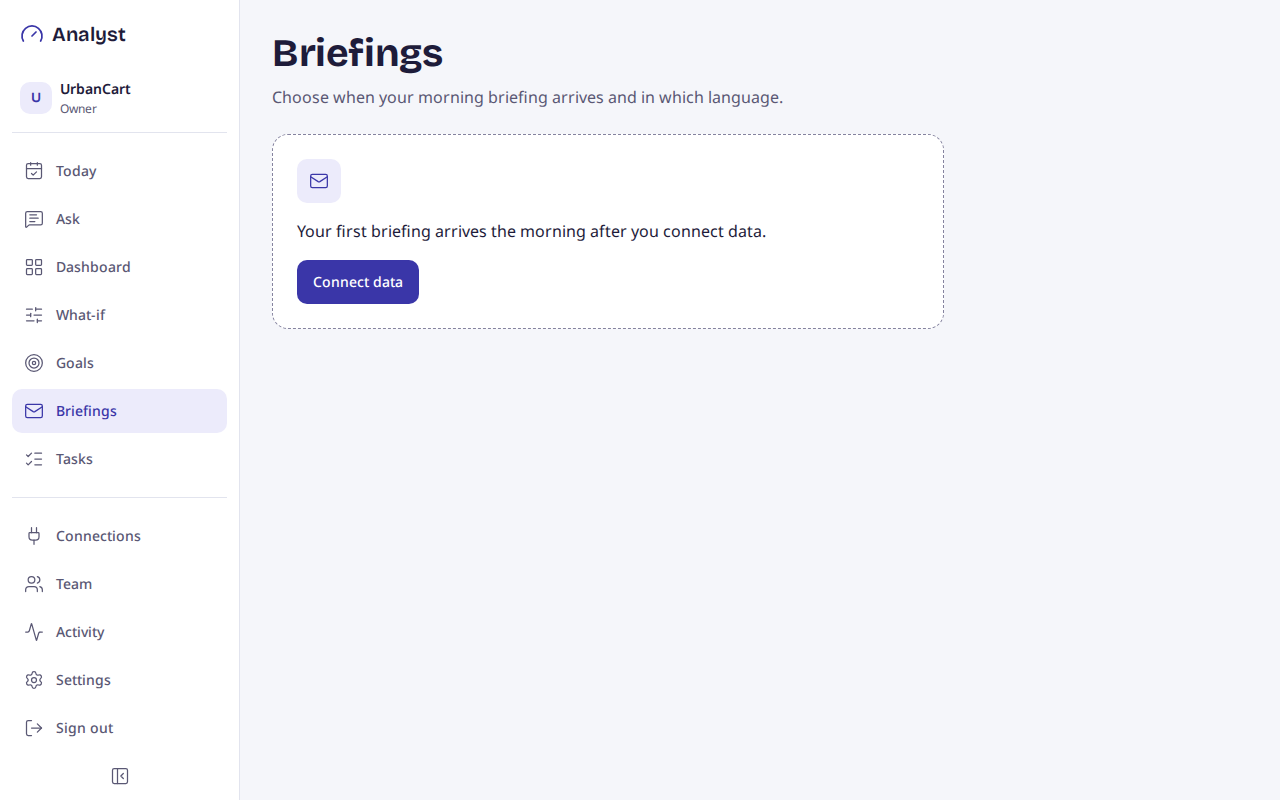 Analyst
U
UrbanCart
Owner
Today
Ask
Dashboard
What-if
Goals
Briefings
Tasks
Connections
Team
Activity
Settings
Sign out
Briefings
Choose when your morning briefing arrives and in which language.
Your first briefing arrives the morning after you connect data.
Connect data